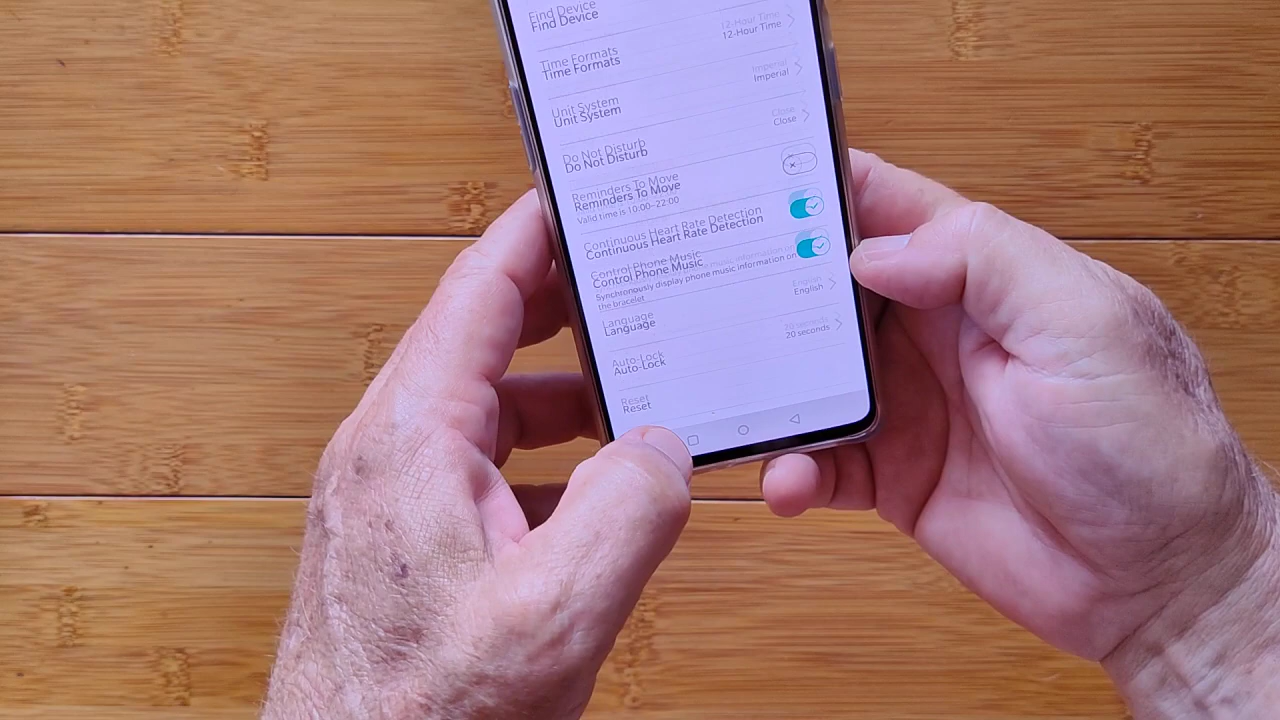 Find Device
Time Formats 12-Hour Time
Unit System Imperial
Do Not Disturb Close
Reminders To Move
Valid time is 10:00~22:00
Continuous Heart Rate Detection
Control Phone Music
Synchronously display phone music information on
the bracelet
Language English
Auto-Lock 20 seconds
Reset